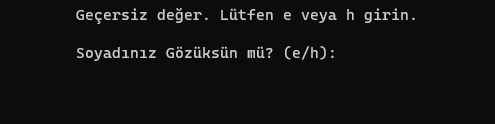 Geçersiz değer. Lütfen e veya h girin.
Soyadınız Gözüksün mü? (e/h):